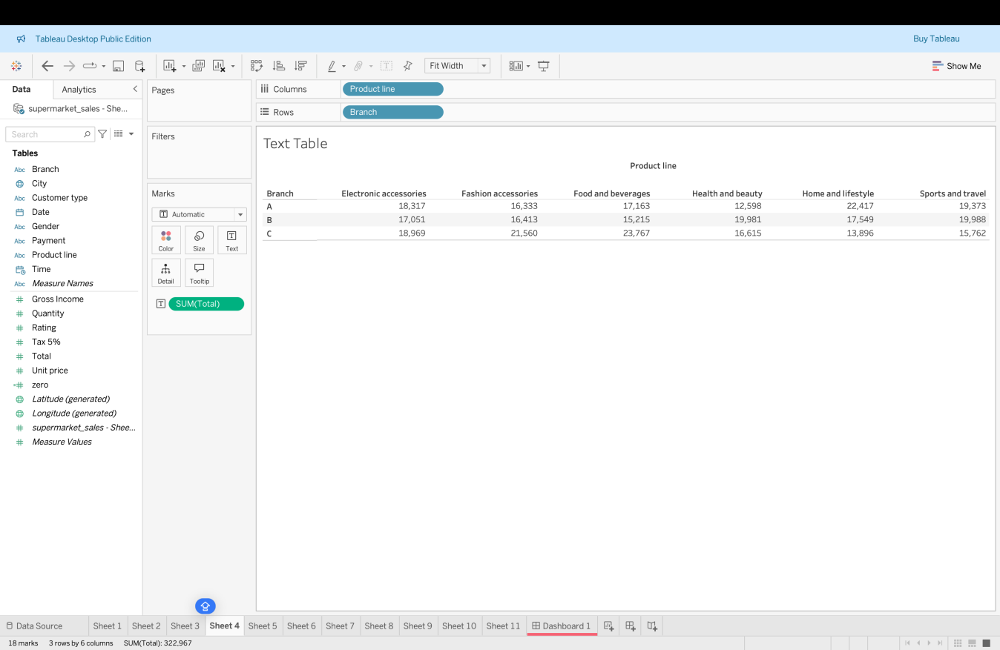 Tableau Desktop Public Edition
Buy Tableau
Fit Width
Show Me
Data
Analytics
supermarket_sales - She...
Search
Tables
Abc Branch
City
Abc Customer type
Date
Abc Gender
Abc Payment
Abc Product line
Time
Abc Measure Names
# Gross Income
# Quantity
# Rating
# Tax 5%
# Total
# Unit price
=# zero
Latitude (generated)
Longitude (generated)
# supermarket_sales - Shee...
# Measure Values
Pages
Filters
Marks
T Automatic
Color Size T Text
Detail Tooltip
T SUM(Total)
Columns Product line
Rows Branch
Text Table
Product line
Branch Electronic accessories Fashion accessories Food and beverages Health and beauty Home and lifestyle Sports and travel
A 18,317 16,333 17,163 12,598 22,417 19,373
B 17,051 16,413 15,215 19,981 17,549 19,988
C 18,969 21,560 23,767 16,615 13,896 15,762
Data Source Sheet 1 Sheet 2 Sheet 3 Sheet 4 Sheet 5 Sheet 6 Sheet 7 Sheet 8 Sheet 9 Sheet 10 Sheet 11 Dashboard 1
18 marks 3 rows by 6 columns SUM(Total): 322,967